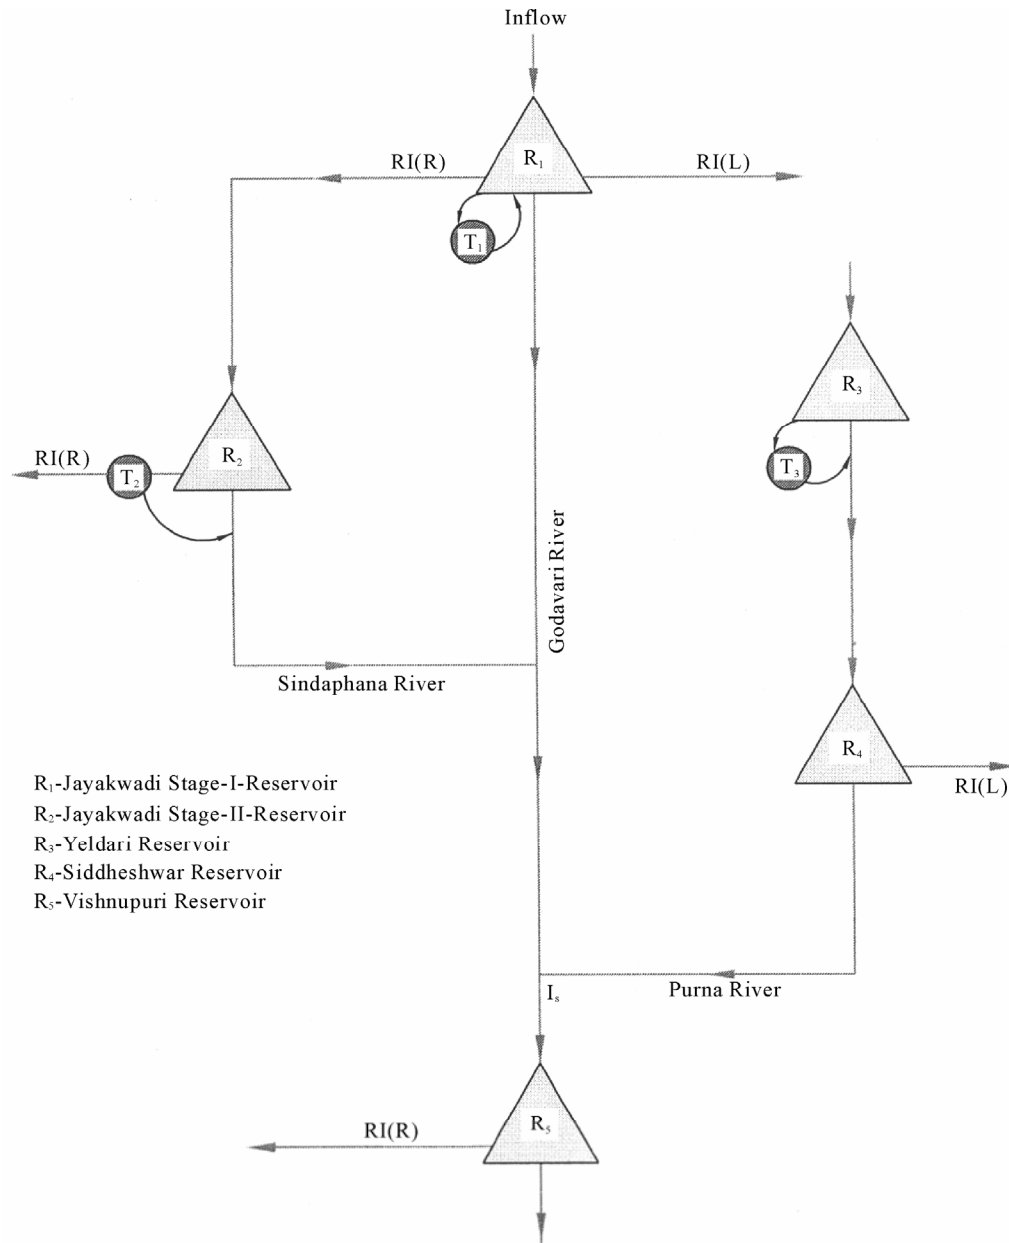 Inflow
R₁
RI(R)
RI(L)
T₁
R₃
R₂
RI(R)
T₂
T₃
Godavari River
Sindaphana River
R₄
RI(L)
R₁-Jayakwadi Stage-I-Reservoir
R₂-Jayakwadi Stage-II-Reservoir
R₃-Yeldari Reservoir
R₄-Siddheshwar Reservoir
R₅-Vishnupuri Reservoir
Iₛ
Purna River
R₅
RI(R)